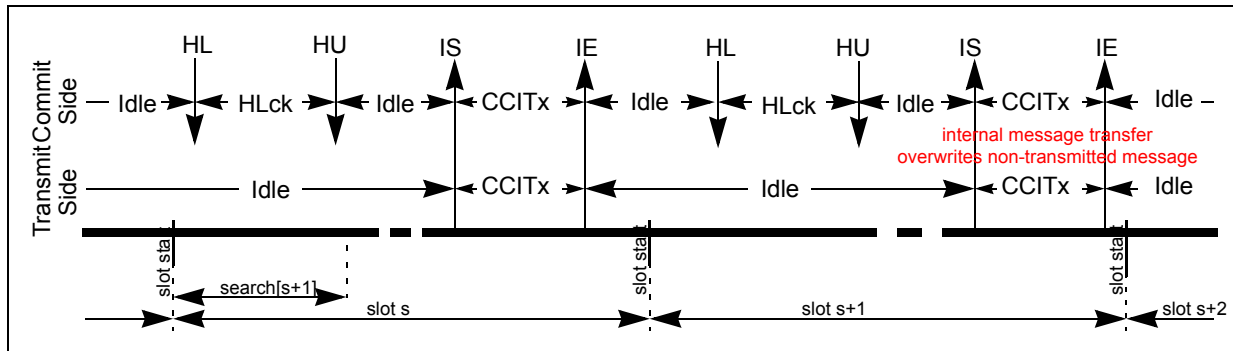 HL HU IS IE HL HU IS IE
Commit Side
Idle HLck Idle CCITx Idle HLck Idle CCITx Idle
internal message transfer
overwrites non-transmitted message
Transmit Side
Idle CCITx Idle CCITx Idle
slot start slot start slot start
search[s+1]
slot s slot s+1 slot s+2